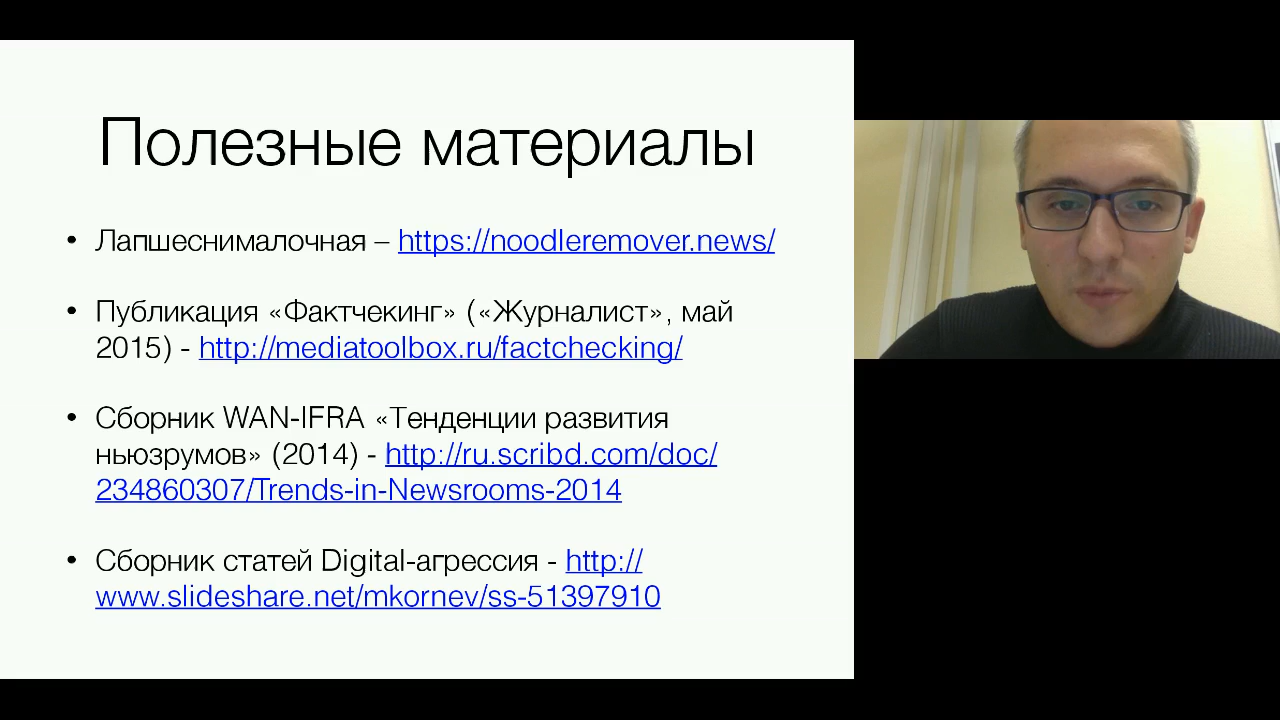 Полезные материалы
• Лапшеснималочная – https://noodleremover.news/
• Публикация «Фактчекинг» («Журналист», май
2015) - http://mediatoolbox.ru/factchecking/
• Сборник WAN-IFRA «Тенденции развития
ньюзрумов» (2014) - http://ru.scribd.com/doc/
234860307/Trends-in-Newsrooms-2014
• Сборник статей Digital-агрессия - http://
www.slideshare.net/mkornev/ss-51397910